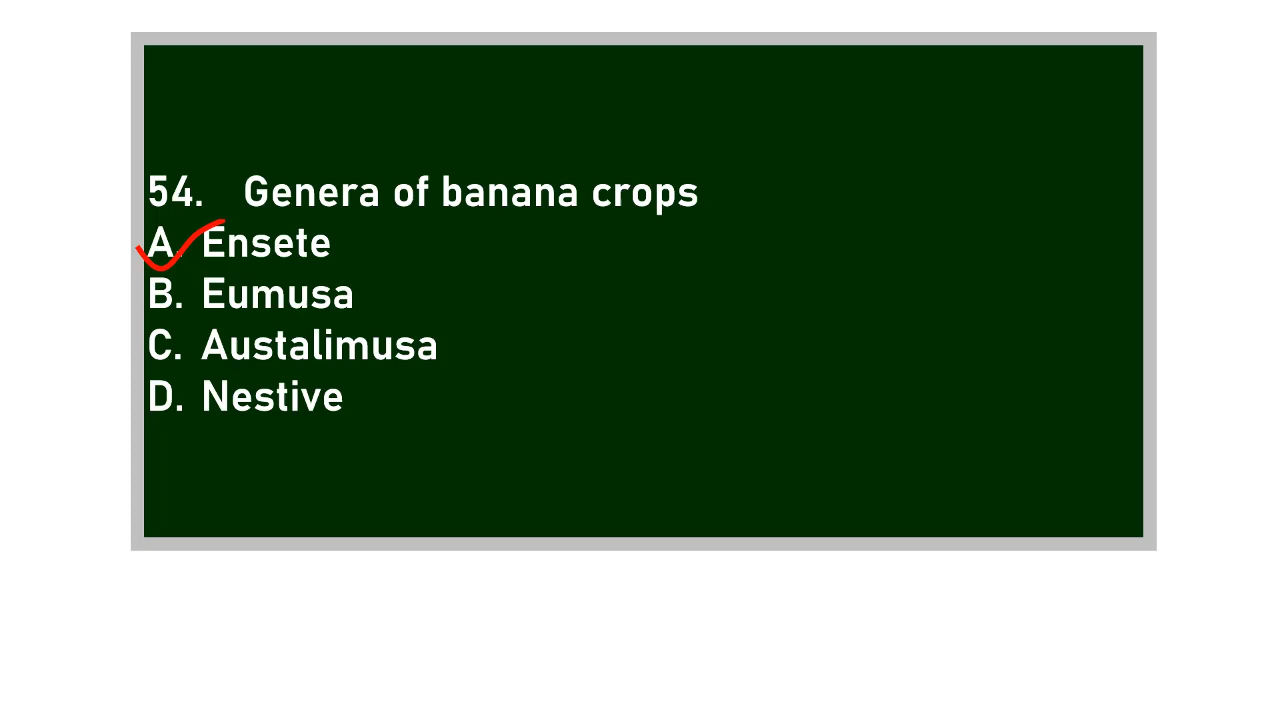 54. Genera of banana crops
A. Ensete
B. Eumusa
C. Austalimusa
D. Nestive